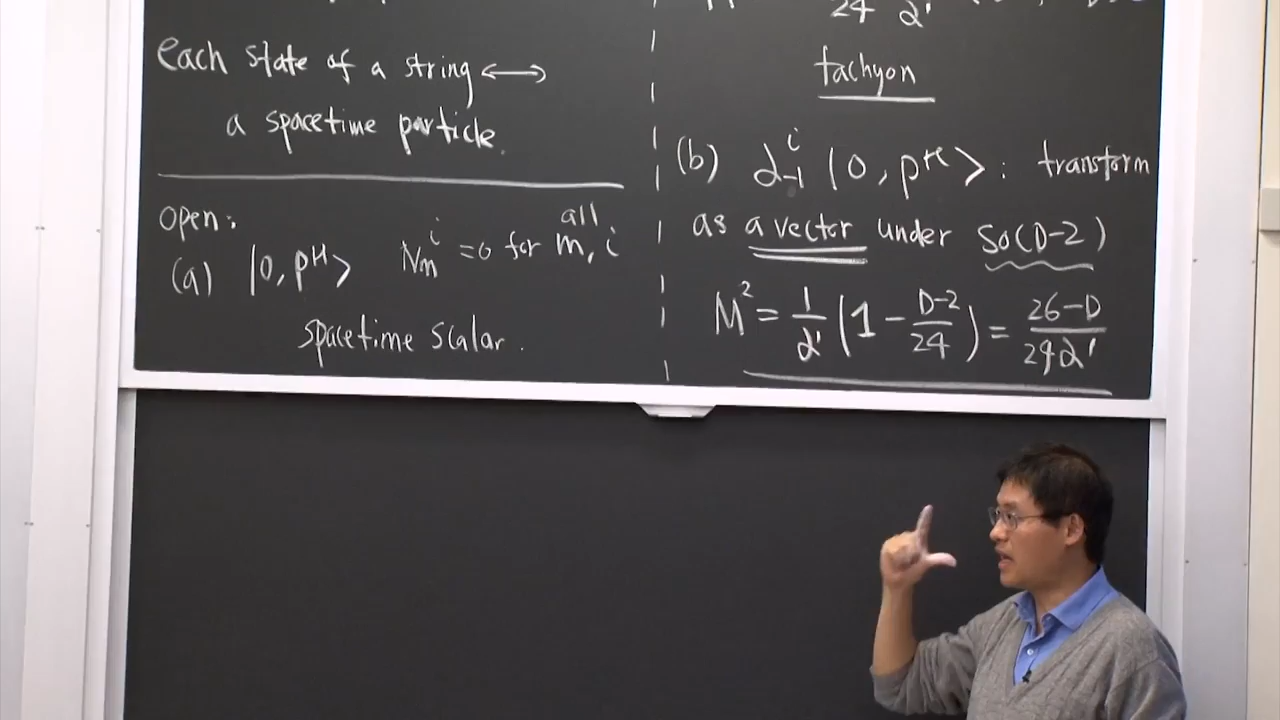 each state of a string ⟷
a spacetime particle.
open:
(a) |0, p^μ⟩ N_m^i = 0 for all m, i
spacetime scalar.
24 α'
tachyon
(b) α_{-1}^i |0, p^μ⟩ : transform
as a vector under SO(D-2)
M² = 1/α' (1 - (D-2)/24) = (26-D)/(24α')